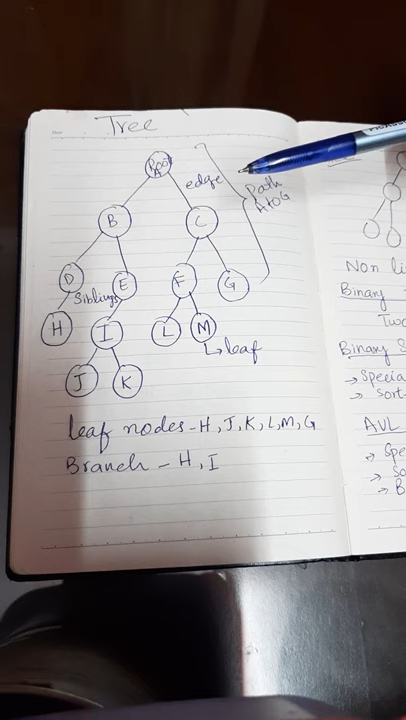 Tree
Root
A
edge
Path
A to G
B
C
D
Siblings
E
F
G
H
I
L
M
leaf
J
K
leaf nodes - H, J, K, L, M, G
Branch - H, I
Non li
Binary
Two
Binary S
→ Specia
→ Sort-
AVL
→ Spe
→ So
→ B